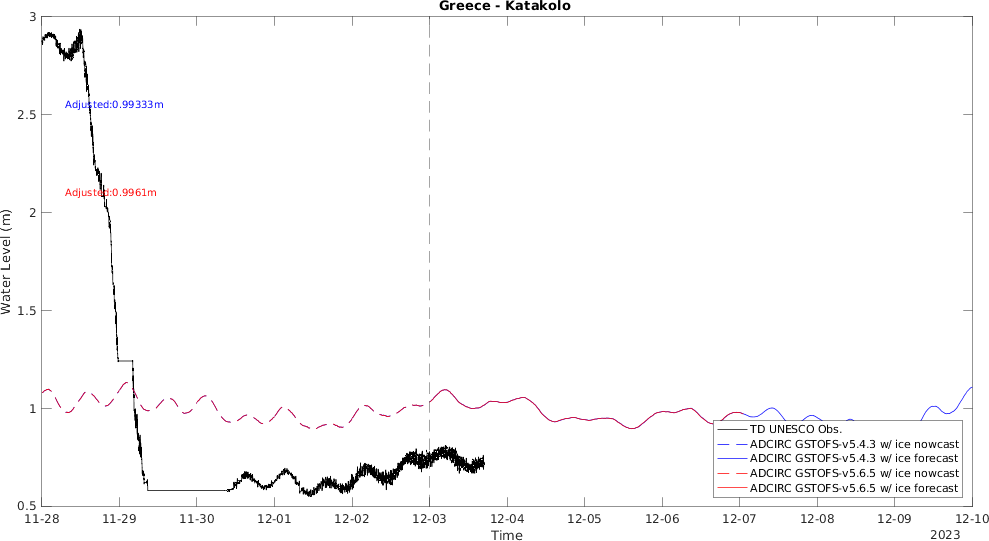 Greece - Katakolo
3
2.5
2
1.5
1
0.5
Water Level (m)
Adjusted:0.99333m
Adjusted:0.9961m
TD UNESCO Obs.
ADCIRC GSTOFS-v5.4.3 w/ ice nowcast
ADCIRC GSTOFS-v5.4.3 w/ ice forecast
ADCIRC GSTOFS-v5.6.5 w/ ice nowcast
ADCIRC GSTOFS-v5.6.5 w/ ice forecast
11-28 11-29 11-30 12-01 12-02 12-03 12-04 12-05 12-06 12-07 12-08 12-09 12-10
Time
2023